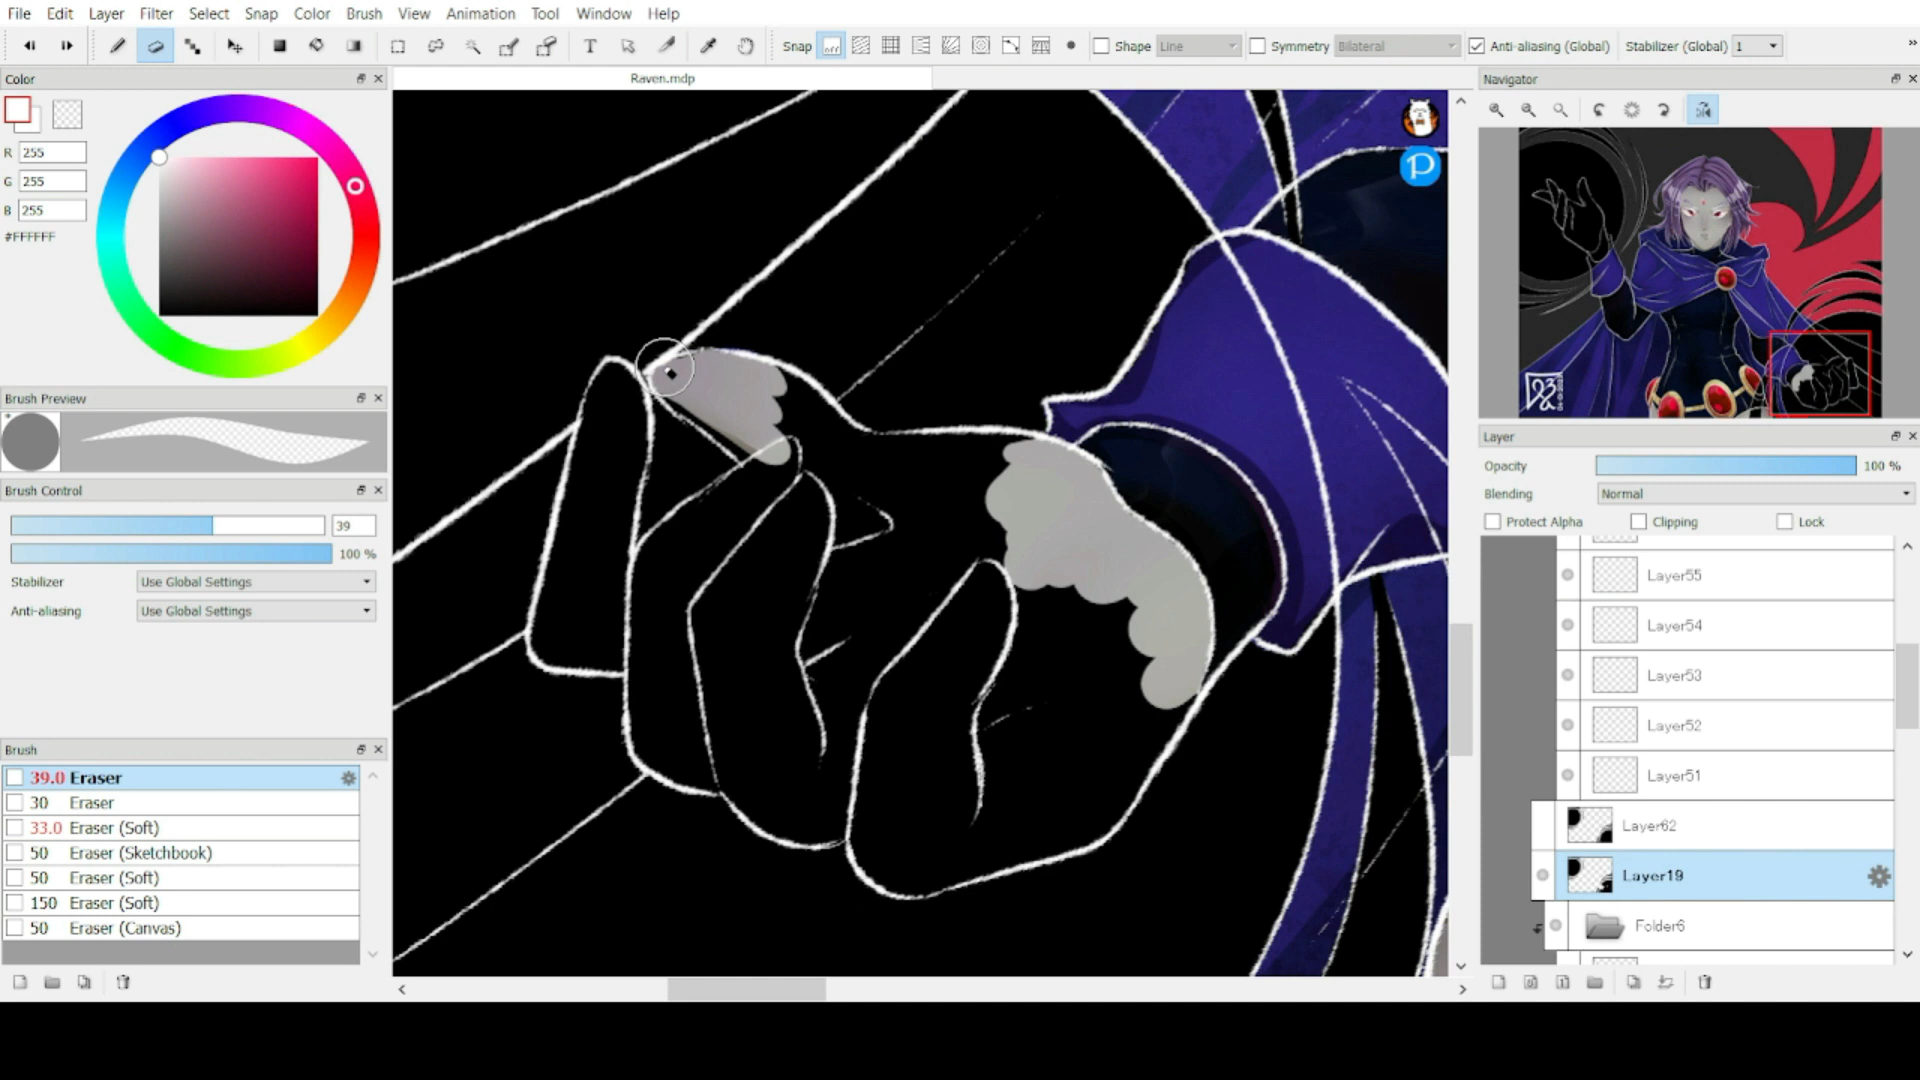 File Edit Layer Filter Select Snap Color Brush View Animation Tool Window Help
Snap off Shape Line Symmetry Bilateral Anti-aliasing (Global) Stabilizer (Global) 1
Color
Raven.mdp
Navigator
R 255
G 255
B 255
#FFFFFF
Brush Preview
Brush Control
39
100 %
Stabilizer Use Global Settings
Anti-aliasing Use Global Settings
Brush
39.0 Eraser
30 Eraser
33.0 Eraser (Soft)
50 Eraser (Sketchbook)
50 Eraser (Soft)
150 Eraser (Soft)
50 Eraser (Canvas)
Layer
Opacity 100 %
Blending Normal
Protect Alpha Clipping Lock
Layer55
Layer54
Layer53
Layer52
Layer51
Layer62
Layer19
Folder6